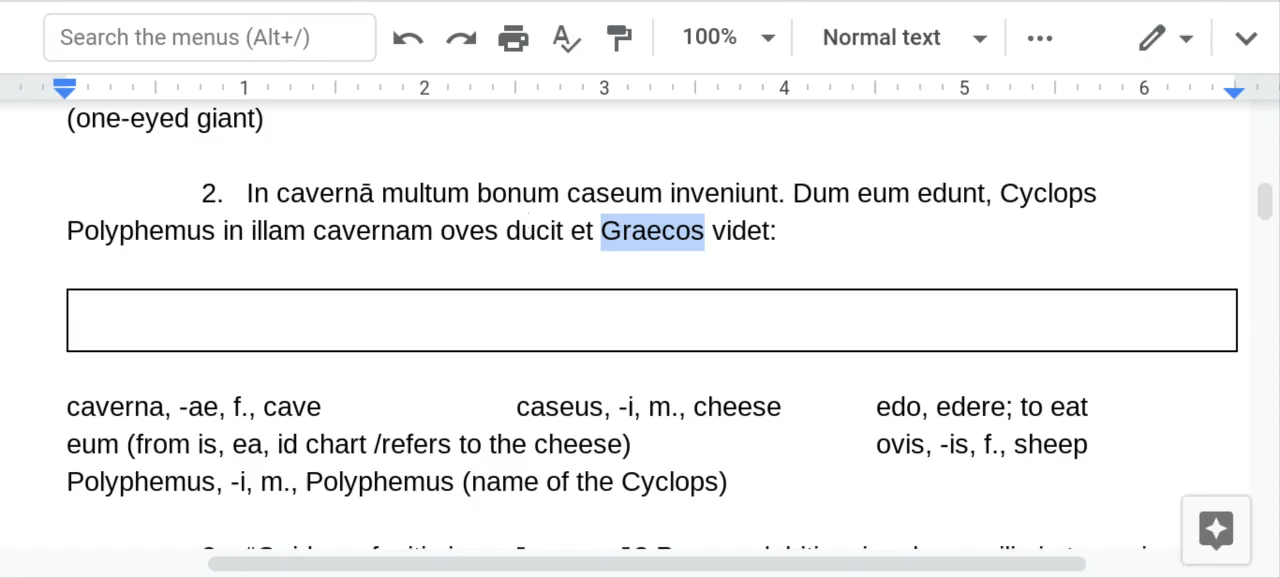 Search the menus (Alt+/)
100%
Normal text
1 2 3 4 5 6
(one-eyed giant)
2. In cavernā multum bonum caseum inveniunt. Dum eum edunt, Cyclops
Polyphemus in illam cavernam oves ducit et Graecos videt:
caverna, -ae, f., cave caseus, -i, m., cheese edo, edere; to eat
eum (from is, ea, id chart /refers to the cheese) ovis, -is, f., sheep
Polyphemus, -i, m., Polyphemus (name of the Cyclops)